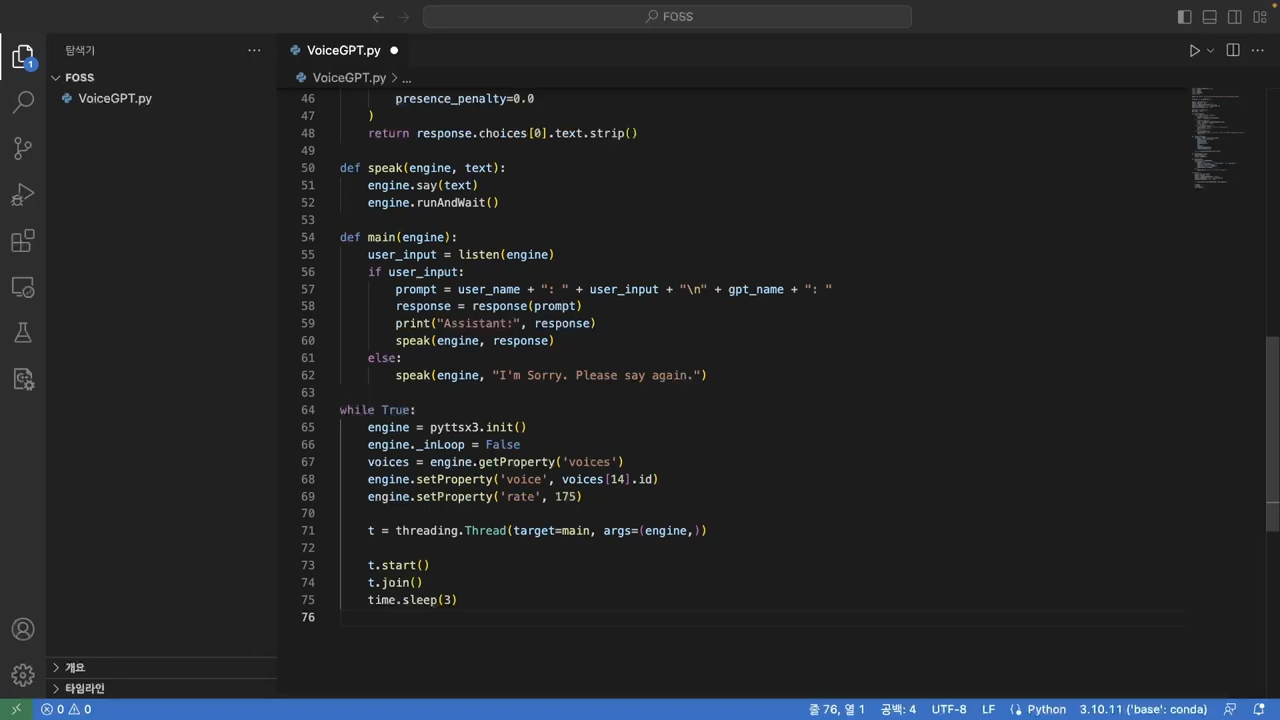 FOSS
탐색기
VoiceGPT.py
FOSS
VoiceGPT.py > ...
VoiceGPT.py
46 presence_penalty=0.0
47 )
48 return response.choices[0].text.strip()
49
50 def speak(engine, text):
51 engine.say(text)
52 engine.runAndWait()
53
54 def main(engine):
55 user_input = listen(engine)
56 if user_input:
57 prompt = user_name + ": " + user_input + "\n" + gpt_name + ": "
58 response = response(prompt)
59 print("Assistant:", response)
60 speak(engine, response)
61 else:
62 speak(engine, "I'm Sorry. Please say again.")
63
64 while True:
65 engine = pyttsx3.init()
66 engine._inLoop = False
67 voices = engine.getProperty('voices')
68 engine.setProperty('voice', voices[14].id)
69 engine.setProperty('rate', 175)
70
71 t = threading.Thread(target=main, args=(engine,))
72
73 t.start()
74 t.join()
75 time.sleep(3)
76
1
개요
타임라인
0 0 줄 76, 열 1 공백: 4 UTF-8 LF Python 3.10.11 ('base': conda)